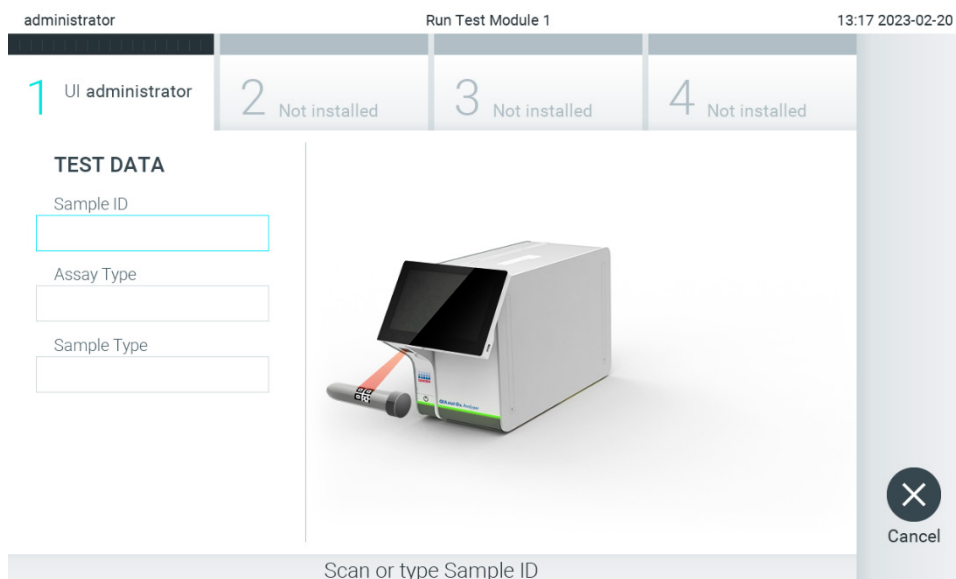 administrator
Run Test Module 1
13:17 2023-02-20
1 UI administrator
2 Not installed
3 Not installed
4 Not installed
TEST DATA
Sample ID
Assay Type
Sample Type
Cancel
Scan or type Sample ID